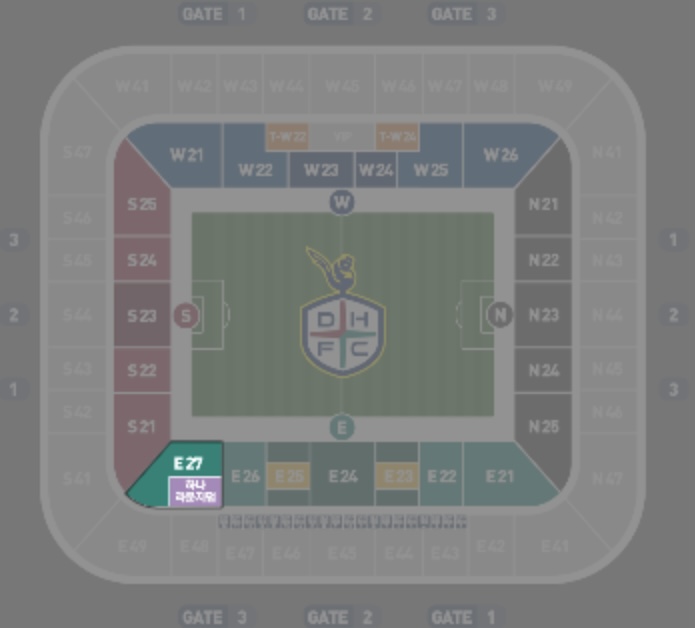 GATE 1 GATE 2 GATE 3
W41 W42 W43 W44 W45 W46 W47 W48 W49
T-W22 VIP T-W24
S47 W21 W22 W23 W24 W25 W26 N41
S46 S25 W N21 N42
3 S45 S24 N22 N43 1
2 S44 S23 S DHFC N N23 N44 2
S43 S22 N24 N45
1 S42 S21 E N25 N46 3
S41 E27 E26 E25 E24 E23 E22 E21 N47
하나
E49 E48 E47 E46 E45 E44 E43 E42 E41
GATE 3 GATE 2 GATE 1